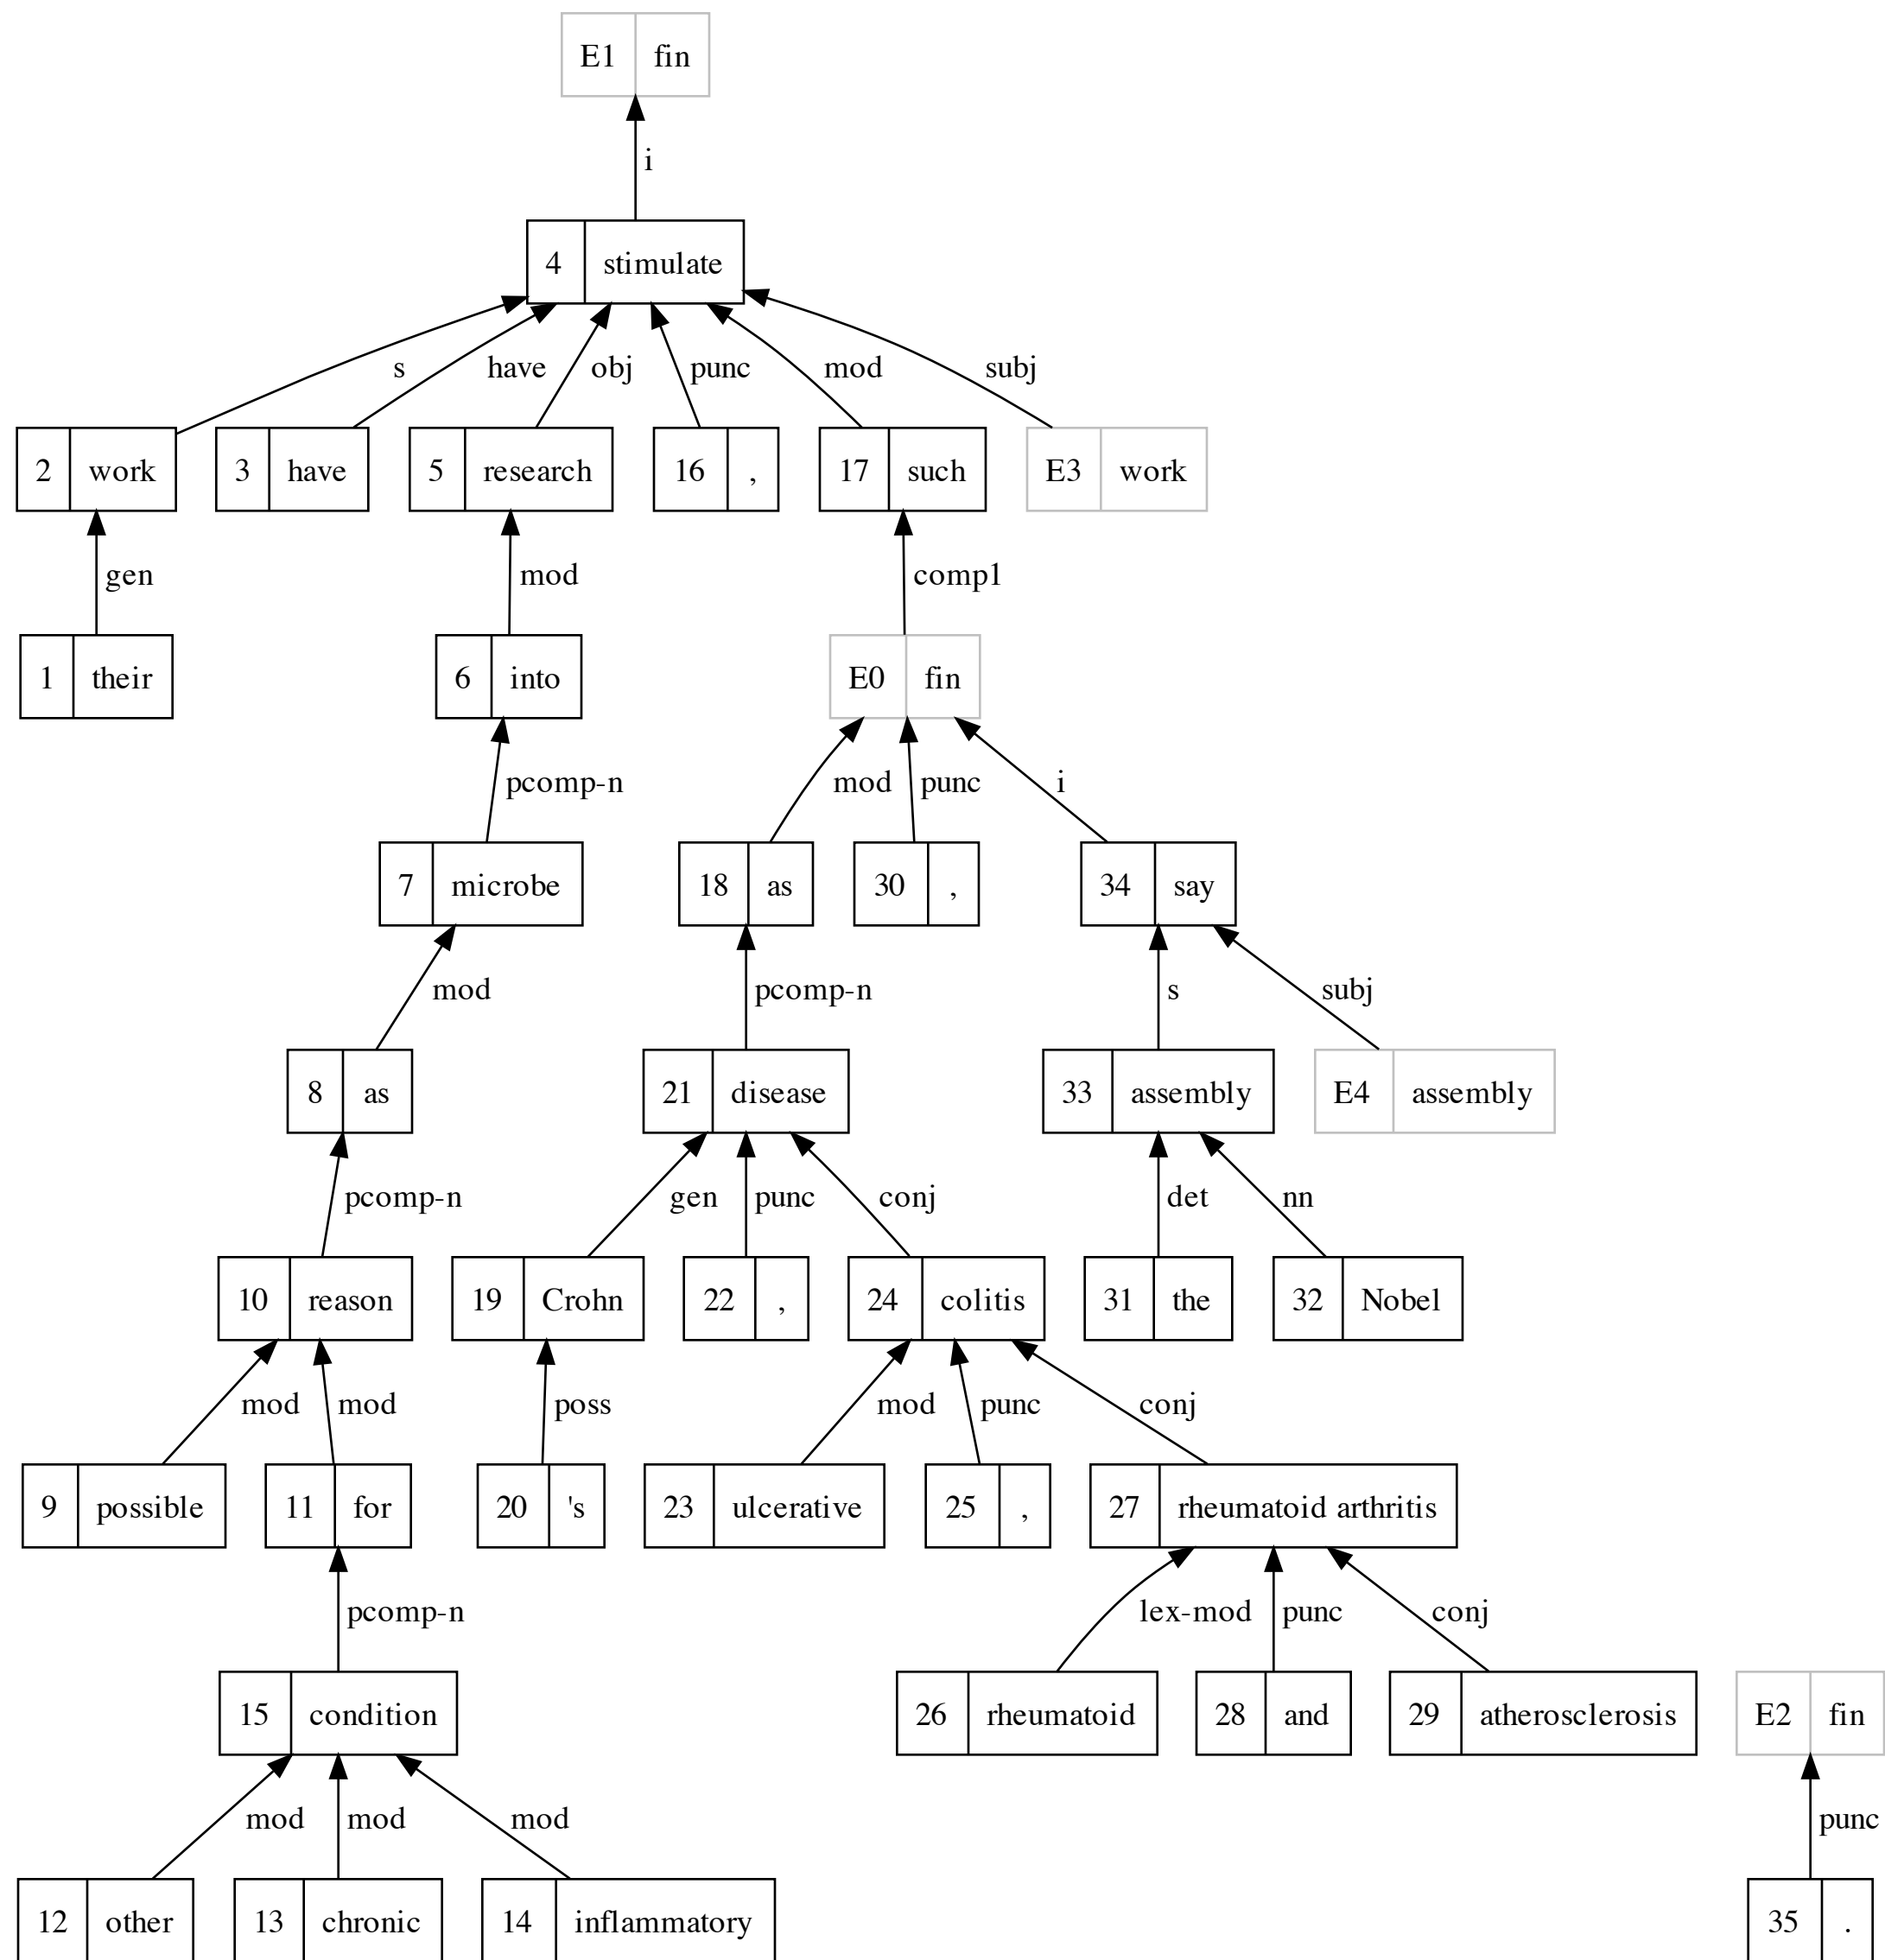 E1 fin
i
4 stimulate
s have obj punc mod subj
2 work 3 have 5 research 16 , 17 such E3 work
gen mod comp1
1 their 6 into E0 fin
pcomp-n mod punc i
7 microbe 18 as 30 , 34 say
mod pcomp-n s subj
8 as 21 disease 33 assembly E4 assembly
pcomp-n gen punc conj det nn
10 reason 19 Crohn 22 , 24 colitis 31 the 32 Nobel
mod mod poss mod punc conj
9 possible 11 for 20 's 23 ulcerative 25 , 27 rheumatoid arthritis
pcomp-n lex-mod punc conj
15 condition 26 rheumatoid 28 and 29 atherosclerosis E2 fin
mod mod mod punc
12 other 13 chronic 14 inflammatory 35 .